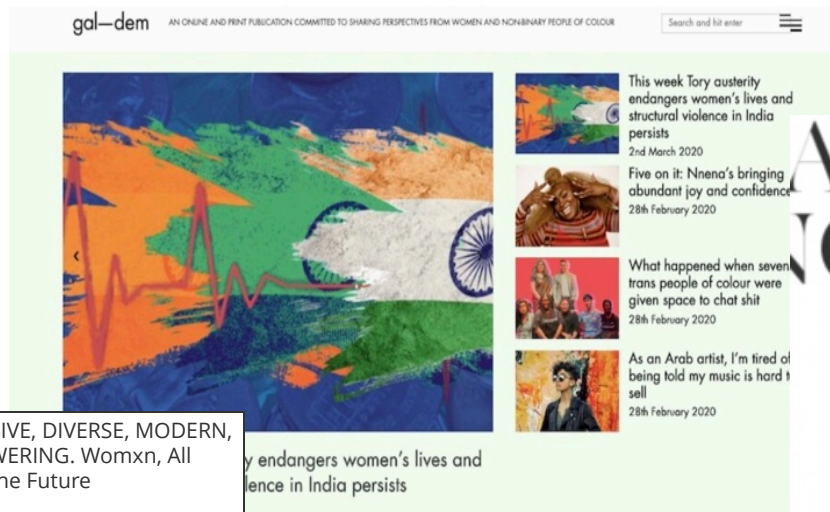 gal—dem
AN ONLINE AND PRINT PUBLICATION COMMITTED TO SHARING PERSPECTIVES FROM WOMEN AND NON-BINARY PEOPLE OF COLOUR
Search and hit enter
This week Tory austerity
endangers women's lives and
structural violence in India
persists
2nd March 2020
Five on it: Nnena's bringing
abundant joy and confidence
28th February 2020
What happened when seven
trans people of colour were
given space to chat shit
28th February 2020
As an Arab artist, I'm tired of
being told my music is hard
sell
28th February 2020
DIVERSE, MODERN,
Womxn, All
Future
endangers women's lives and
in India persists